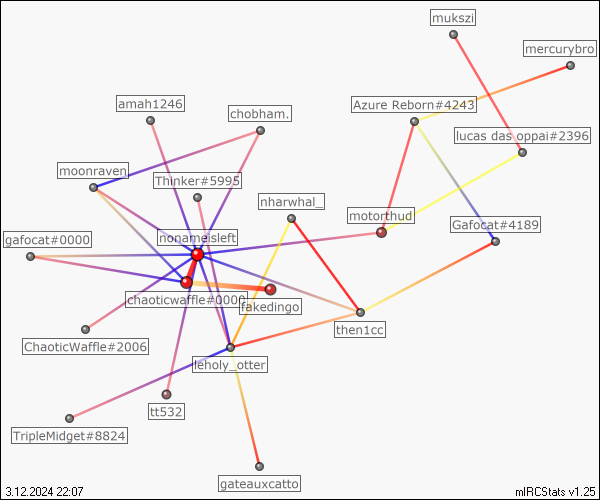 mukszi
mercurybro
amah1246
chobham.
Azure Reborn#4243
lucas das oppai#2396
moonraven
Thinker#5995
nharwhal_
motorthud
Gafocat#4189
gafocat#0000
nonameisleft
chaoticwaffle#0000
fakedingo
then1cc
ChaoticWaffle#2006
leholy_otter
tt532
TripleMidget#8824
gateauxcatto
3.12.2024 22:07
mIRCStats v1.25